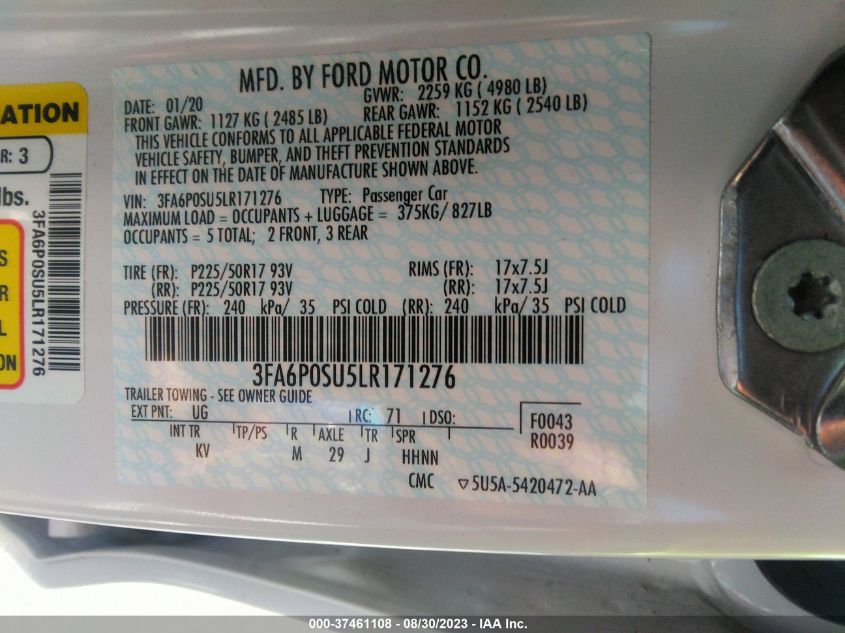 MFD. BY FORD MOTOR CO.
DATE: 01/20 GVWR: 2259 KG ( 4980 LB)
FRONT GAWR: 1127 KG ( 2485 LB) REAR GAWR: 1152 KG ( 2540 LB)
THIS VEHICLE CONFORMS TO ALL APPLICABLE FEDERAL MOTOR
VEHICLE SAFETY, BUMPER, AND THEFT PREVENTION STANDARDS
IN EFFECT ON THE DATE OF MANUFACTURE SHOWN ABOVE.
VIN: 3FA6P0SU5LR171276 TYPE: Passenger Car
MAXIMUM LOAD = OCCUPANTS + LUGGAGE = 375KG/ 827LB
OCCUPANTS = 5 TOTAL; 2 FRONT, 3 REAR
TIRE (FR): P225/50R17 93V RIMS (FR): 17x7.5J
(RR): P225/50R17 93V (RR): 17x7.5J
PRESSURE (FR): 240 kPa/ 35 PSI COLD (RR): 240 kPa/ 35 PSI COLD
3FA6P0SU5LR171276
TRAILER TOWING - SEE OWNER GUIDE
EXT PNT: UG RC: 71 DSO: F0043
R0039
INT TR TP/PS R AXLE TR SPR
KV M 29 J HHNN
CMC ▽5U5A-5420472-AA
ATION
R: 3
lbs.
S
R
L
ON
3FA6P0SU5LR171276
000-37461108 - 08/30/2023 - IAA Inc.